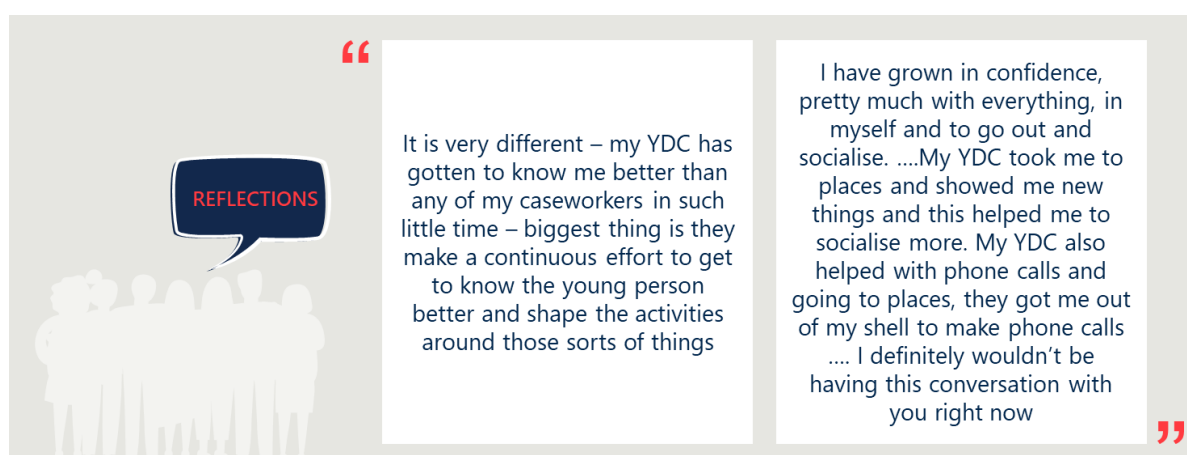 REFLECTIONS
“
It is very different – my YDC has
gotten to know me better than
any of my caseworkers in such
little time – biggest thing is they
make a continuous effort to get
to know the young person
better and shape the activities
around those sorts of things
I have grown in confidence,
pretty much with everything, in
myself and to go out and
socialise. ….My YDC took me to
places and showed me new
things and this helped me to
socialise more. My YDC also
helped with phone calls and
going to places, they got me out
of my shell to make phone calls
…. I definitely wouldn’t be
having this conversation with
you right now
”